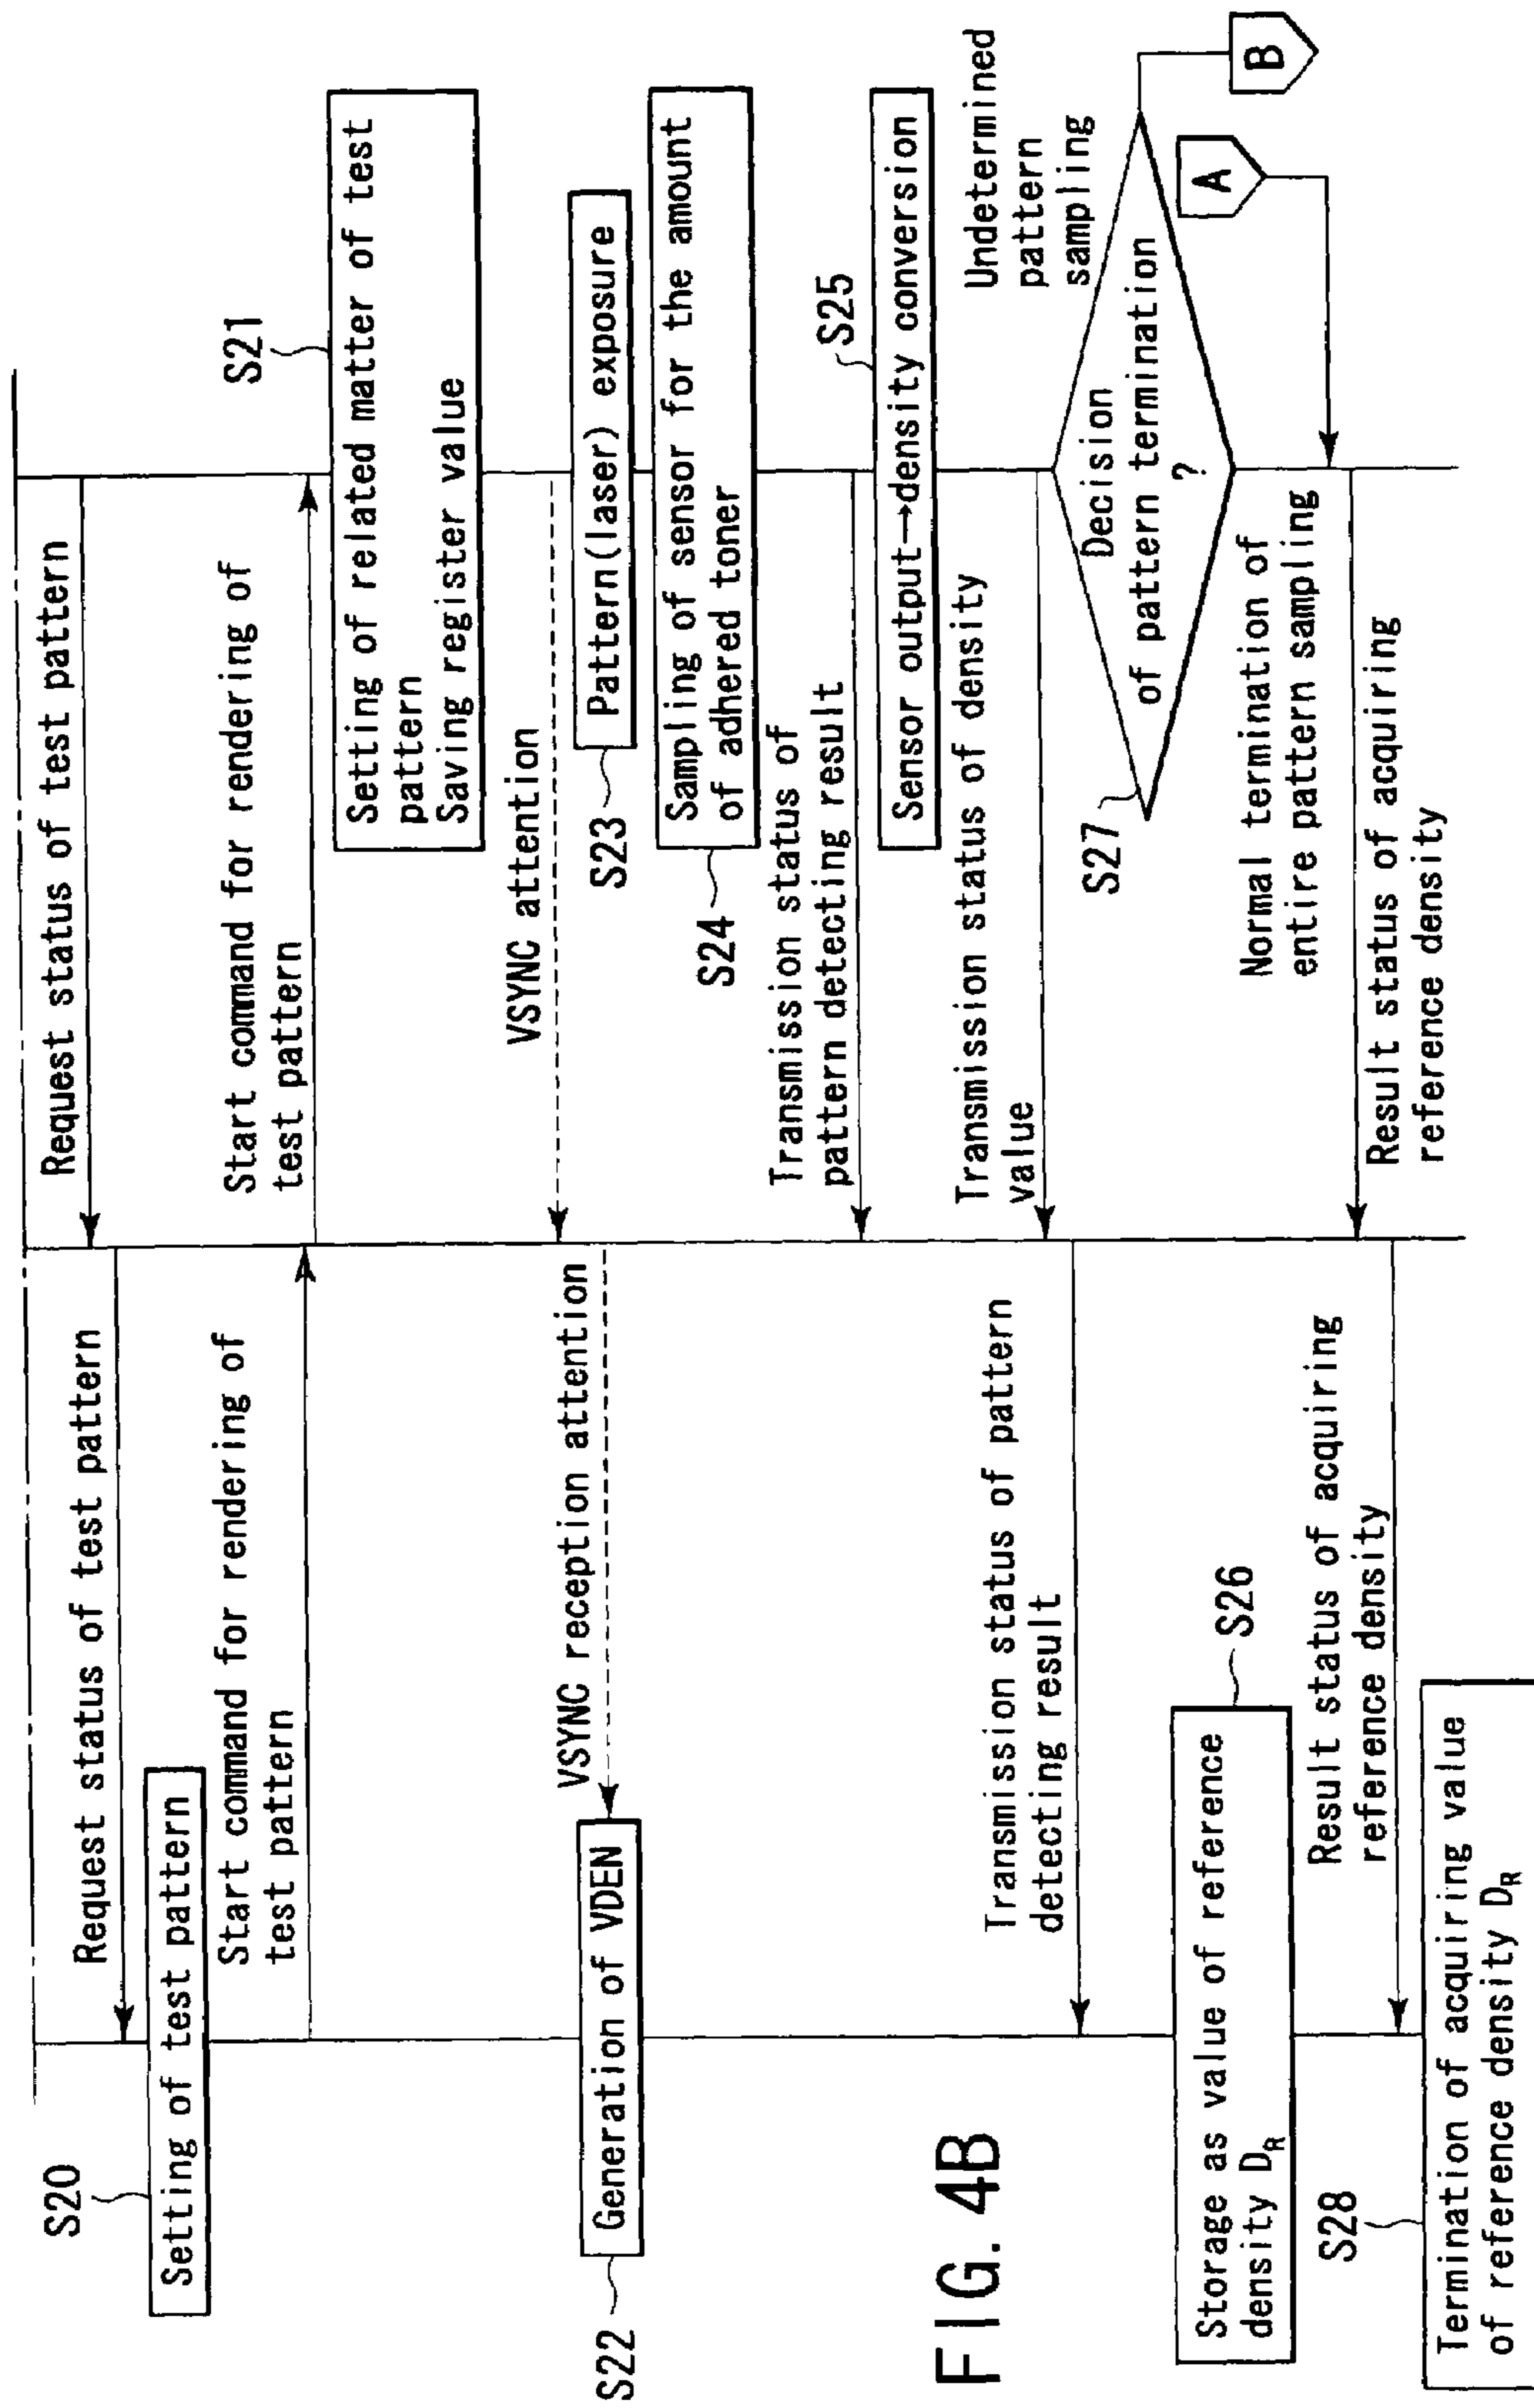 Request status of test pattern
Request status of test pattern
S20
Setting of test pattern
Start command for rendering of
test pattern
Start command for rendering of
test pattern
S21
Setting of related matter of test
pattern
Saving register value
VSYNC attention
VSYNC reception attention
S22
Generation of VDEN
S23
Pattern(laser) exposure
S24
Sampling of sensor for the amount
of adhered toner
Transmission status of
pattern detecting result
S25
Sensor output→density conversion
Transmission status of density
value
Transmission status of pattern
detecting result
Undetermined
pattern
sampling
S27
Decision
of pattern termination
?
A
B
S26
Storage as value of reference
density DR
Normal termination of
entire pattern sampling
Result status of acquiring
reference density
Result status of acquiring
reference density
S28
Termination of acquiring value
of reference density DR
FIG. 4B